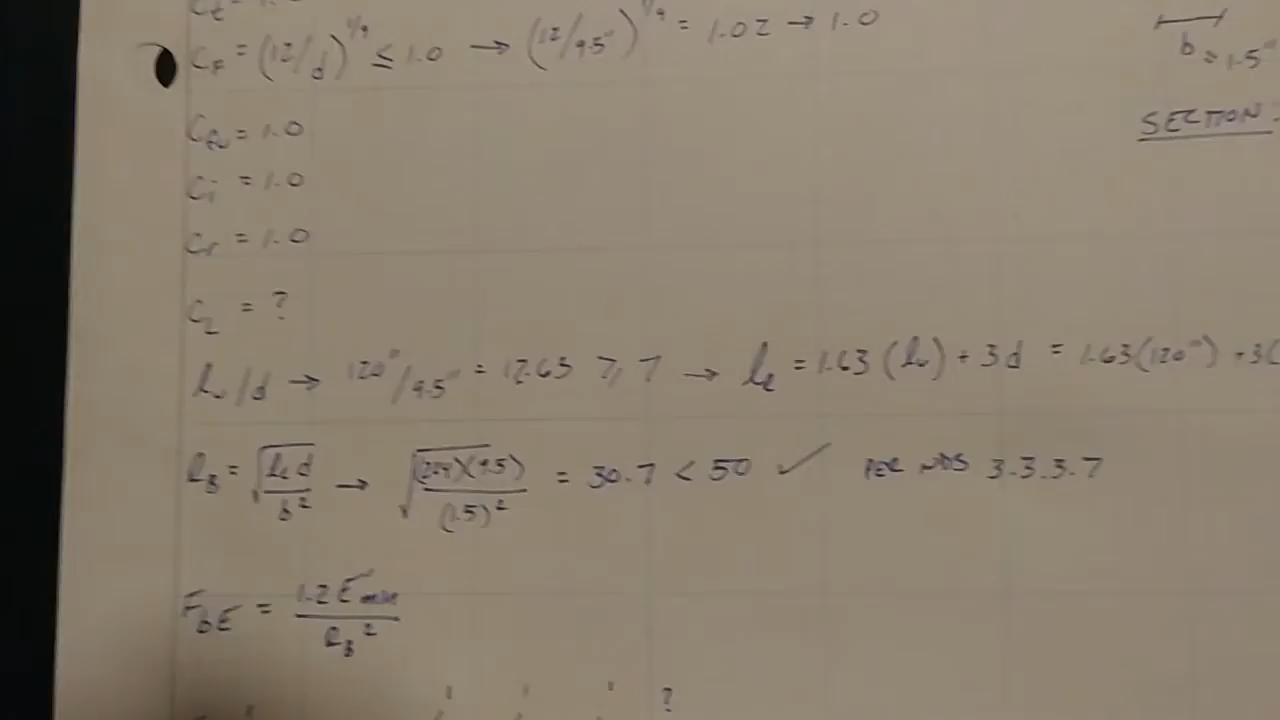 C_F = (12/d)^1/9 ≤ 1.0 → (12/9.5")^1/9 = 1.02 → 1.0
b = 1.5"
SECTION:
C_fu = 1.0
C_i = 1.0
C_r = 1.0
C_L = ?
l_u/d → 120"/9.5" = 12.63 ≥ 7 → l_e = 1.63(l_u) + 3d = 1.63(120") + 3(
R_B = √(l_e d / b²) → √((224)(9.5) / (1.5)²) = 30.7 < 50 ✓ PER NDS 3.3.3.7
F_bE = 1.2 E'min / R_B²
?